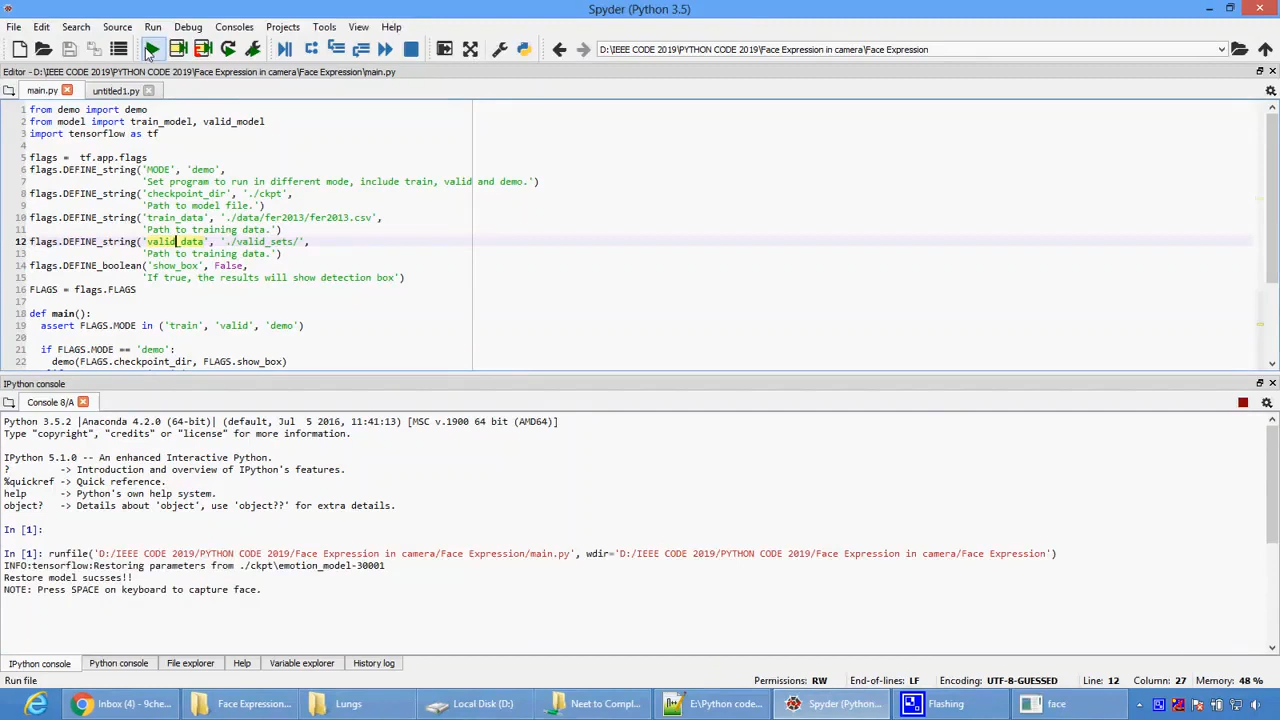 Spyder (Python 3.5)
File Edit Search Source Run Debug Consoles Projects Tools View Help
D:\IEEE CODE 2019\PYTHON CODE 2019\Face Expression in camera\Face Expression
Editor - D:\IEEE CODE 2019\PYTHON CODE 2019\Face Expression in camera\Face Expression\main.py
main.py untitled1.py
1 from demo import demo
2 from model import train_model, valid_model
3 import tensorflow as tf
4
5 flags =  tf.app.flags
6 flags.DEFINE_string('MODE', 'demo',
7 'Set program to run in different mode, include train, valid and demo.')
8 flags.DEFINE_string('checkpoint_dir', './ckpt',
9 'Path to model file.')
10 flags.DEFINE_string('train_data', './data/fer2013/fer2013.csv',
11 'Path to training data.')
12 flags.DEFINE_string('valid_data', './valid_sets/',
13 'Path to training data.')
14 flags.DEFINE_boolean('show_box', False,
15 'If true, the results will show detection box')
16 FLAGS = flags.FLAGS
17
18 def main():
19 assert FLAGS.MODE in ('train', 'valid', 'demo')
20
21 if FLAGS.MODE == 'demo':
22 demo(FLAGS.checkpoint_dir, FLAGS.show_box)
IPython console
Console 8/A
Python 3.5.2 |Anaconda 4.2.0 (64-bit)| (default, Jul  5 2016, 11:41:13) [MSC v.1900 64 bit (AMD64)]
Type "copyright", "credits" or "license" for more information.
IPython 5.1.0 -- An enhanced Interactive Python.
? -> Introduction and overview of IPython's features.
%quickref -> Quick reference.
help -> Python's own help system.
object? -> Details about 'object', use 'object??' for extra details.
In [1]:
In [1]: runfile('D:/IEEE CODE 2019/PYTHON CODE 2019/Face Expression in camera/Face Expression/main.py', wdir='D:/IEEE CODE 2019/PYTHON CODE 2019/Face Expression in camera/Face Expression')
INFO:tensorflow:Restoring parameters from ./ckpt\emotion_model-30001
Restore model sucsses!!
NOTE: Press SPACE on keyboard to capture face.
IPython console Python console File explorer Help Variable explorer History log
Run file Permissions: RW End-of-lines: LF Encoding: UTF-8-GUESSED Line: 12 Column: 27 Memory: 48 %
Inbox (4) - 9che... Face Expression... Lungs Local Disk (D:) Neet to Compl... E:\Python code... Spyder (Python... Flashing face